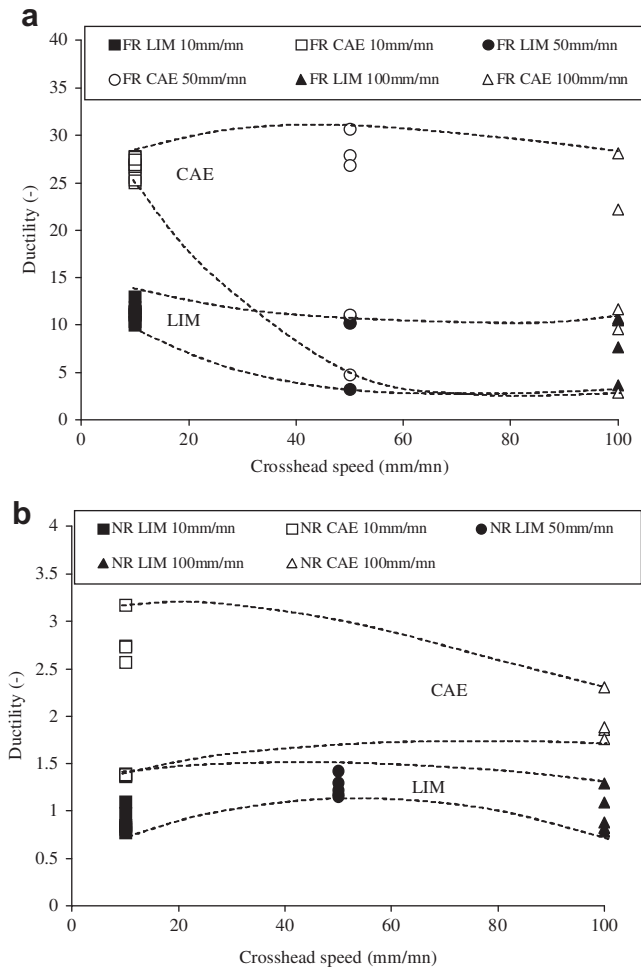 a
FR LIM 10mm/mn FR CAE 10mm/mn FR LIM 50mm/mn
FR CAE 50mm/mn FR LIM 100mm/mn FR CAE 100mm/mn
40
35
30
25
20
15
10
5
0
CAE
LIM
Ductility (-)
0 20 40 60 80 100
Crosshead speed (mm/mn)
b
NR LIM 10mm/mn NR CAE 10mm/mn NR LIM 50mm/mn
NR LIM 100mm/mn NR CAE 100mm/mn
4
3.5
3
2.5
2
1.5
1
0.5
0
CAE
LIM
Ductility (-)
0 20 40 60 80 100
Crosshead speed (mm/mn)